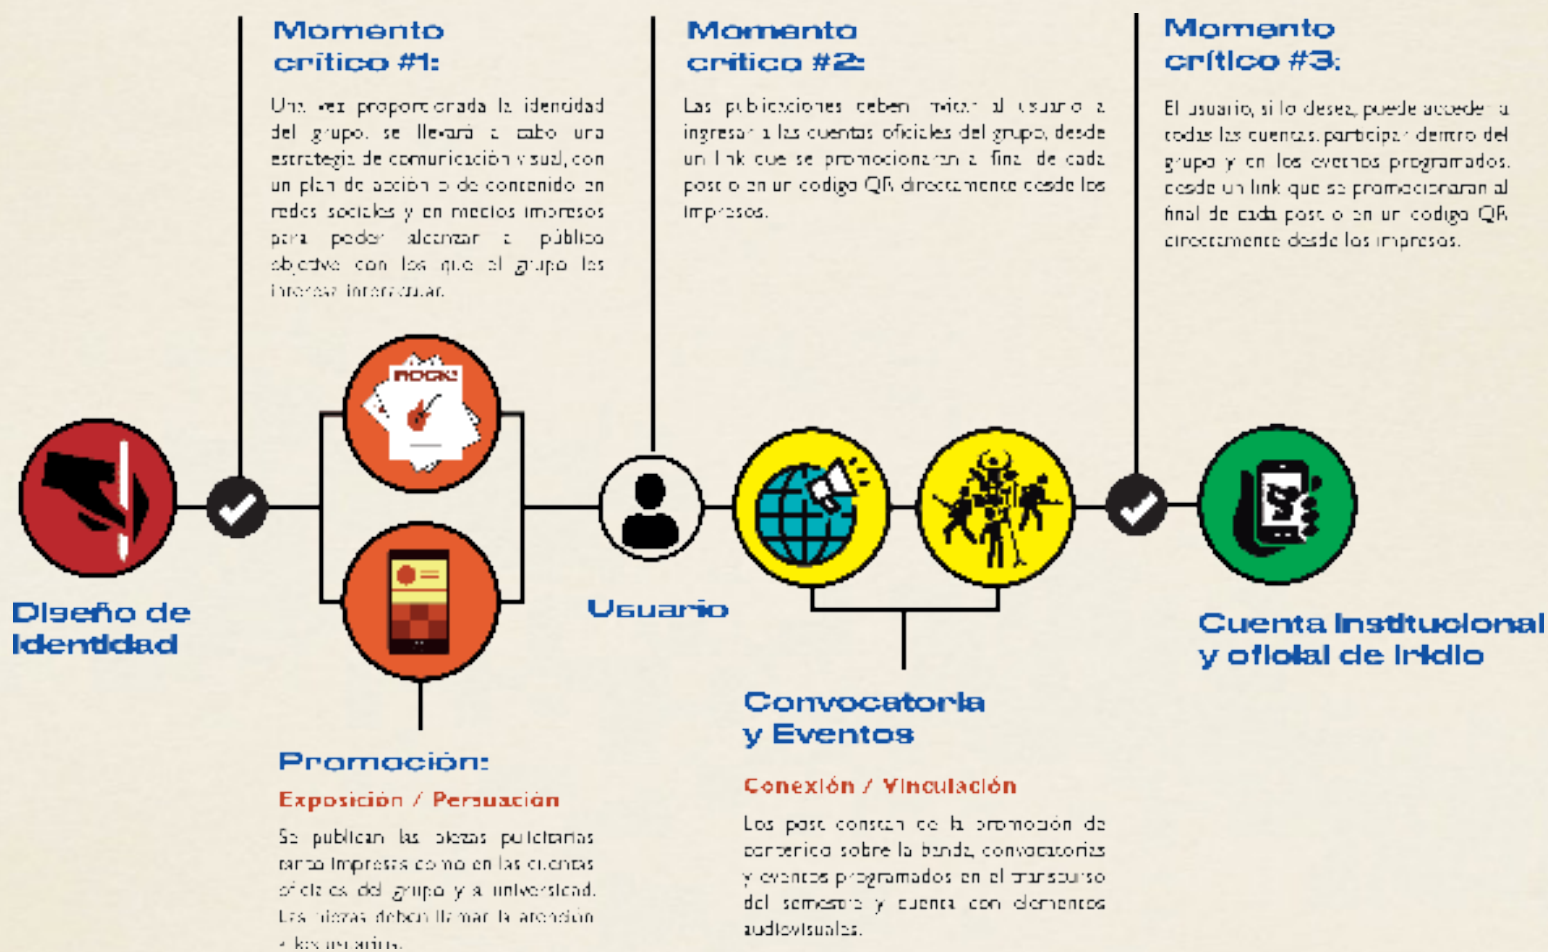 Momento
crítico #1:
Una vez proporcionada la identidad
del grupo, se llevará a cabo una
estrategia de comunicación visual, con
un plan de acción o de contenido en
redes sociales y en medios impresos
para poder alcanzar al público
objetivo con los que el grupo les
interesa interactuar.
Momento
crítico #2:
Las publicaciones deben invitar al usuario a
ingresar a las cuentas oficiales del grupo, desde
un link que se promocionaran al final de cada
post o en un codigo QR directamente desde los
impresos.
Momento
crítico #3:
El usuario, si lo desea, puede acceder a
todas las cuentas, participar dentro del
grupo y en los eventos programados,
desde un link que se promocionaran al
final de cada post o en un codigo QR
directamente desde los impresos.
ROCK!
Diseño de
Identidad
Usuario
Cuenta Institucional
y oficial de
Promoción:
Exposición / Persuación
Se publican las piezas
tanto impresas como en las cuentas
oficiales del grupo y universidad.
Las piezas deben llamar la atención
a los usuarios.
Convocatoria
y Eventos
Conexión / Vinculación
Los post constan de la promoción de
contenido sobre la banda, convocatorias
y eventos programados en el transcurso
del semestre y cuenta con elementos
audiovisuales.